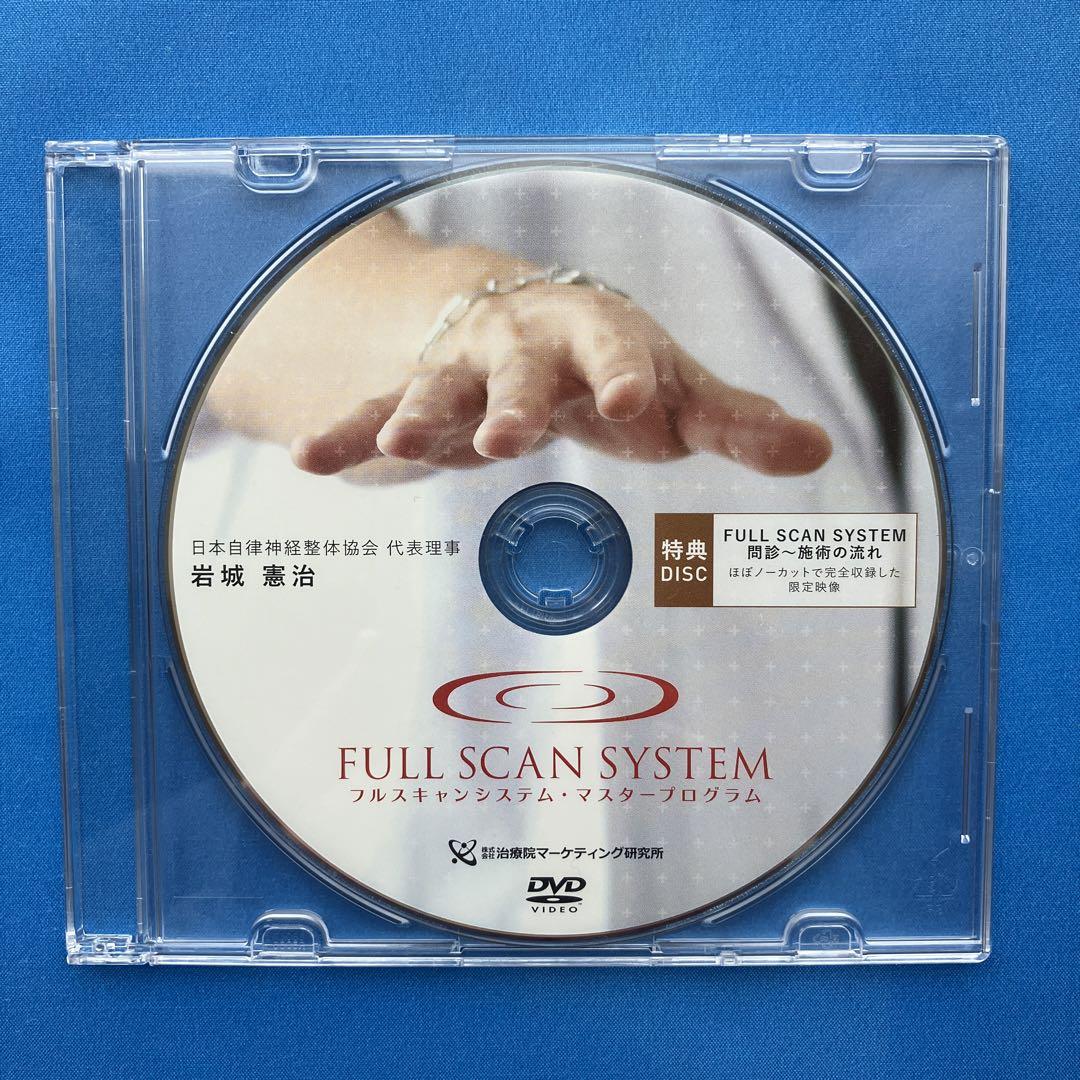 日本自律神経整体協会 代表理事
岩城 憲治
特典
DISC
FULL SCAN SYSTEM
問診～施術の流れ
ほぼノーカットで完全収録した
限定映像
FULL SCAN SYSTEM
フルスキャンシステム・マスタープログラム
株式会社治療院マーケティング研究所
DVD
VIDEO